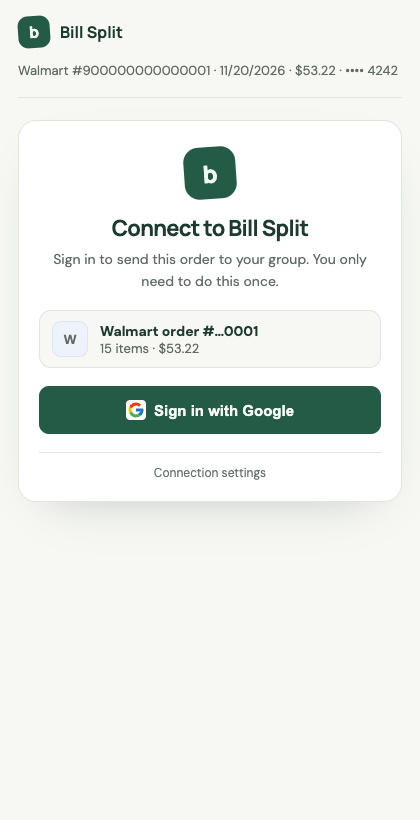 b Bill Split
Walmart #900000000000001 · 11/20/2026 · $53.22 · •••• 4242
b
Connect to Bill Split
Sign in to send this order to your group. You only
need to do this once.
W
Walmart order #…0001
15 items · $53.22
Sign in with Google
Connection settings